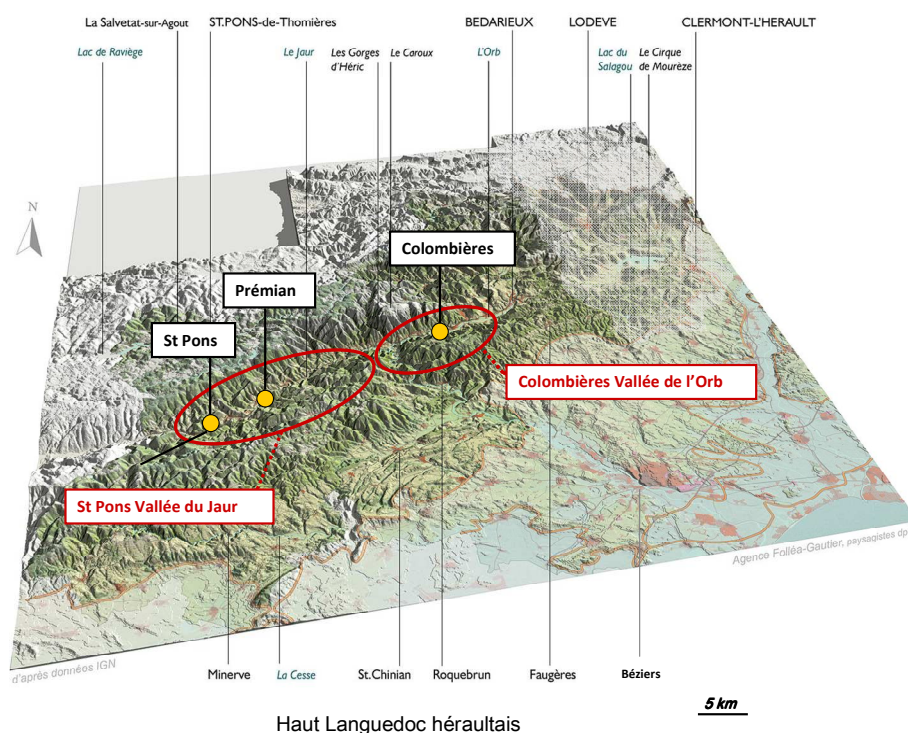 La Salvetat-sur-Agout
ST.PONS-de-Thomières
BEDARIEUX
LODEVE
CLERMONT-L'HERAULT
Lac de Raviège
Le Jaur
Les Gorges
d'Héric
Le Caroux
L'Orb
Lac du
Salagou
Le Cirque
de Mourèze
N
Colombières
Prémian
St Pons
Colombières Vallée de l'Orb
St Pons Vallée du Jaur
Agence Folléa-Gautier, paysagistes dp
d'après données IGN
Minerve
La Cesse
St.Chinian
Roquebrun
Faugères
Béziers
5 km
Haut Languedoc héraultais